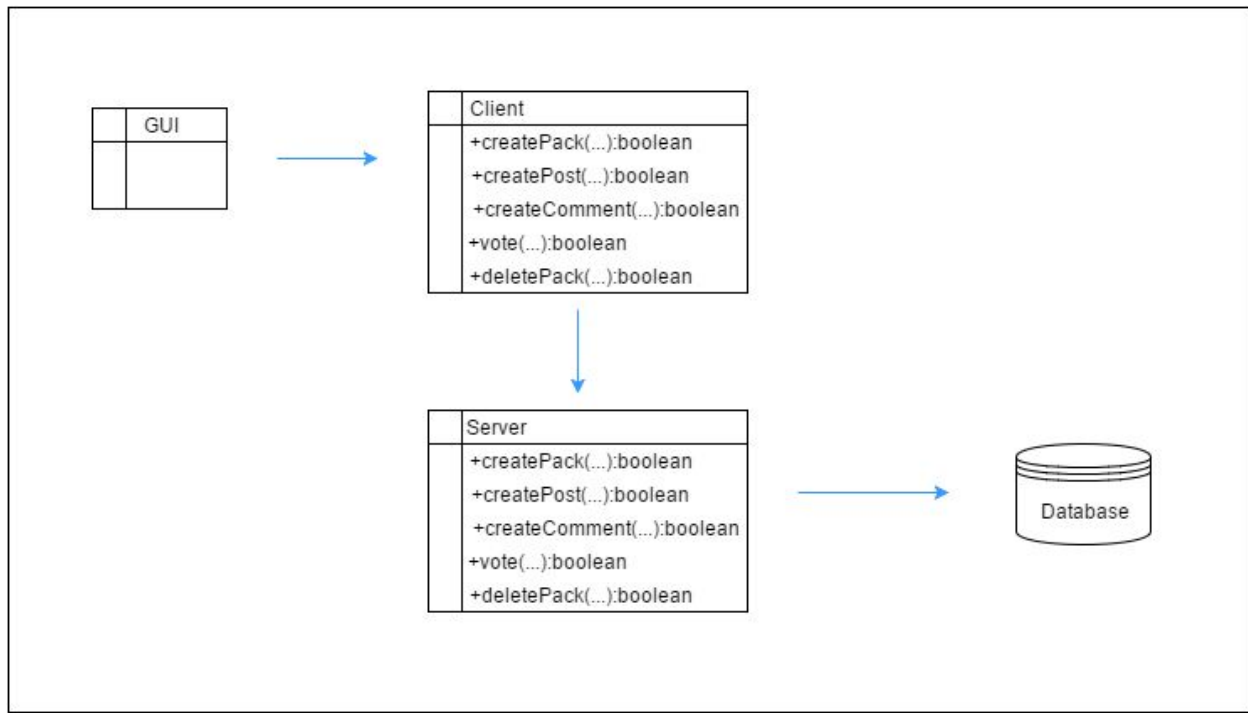 GUI
Client
+createPack(...):boolean
+createPost(...):boolean
+createComment(...):boolean
+vote(...):boolean
+deletePack(...):boolean
Server
+createPack(...):boolean
+createPost(...):boolean
+createComment(...):boolean
+vote(...):boolean
+deletePack(...):boolean
Database